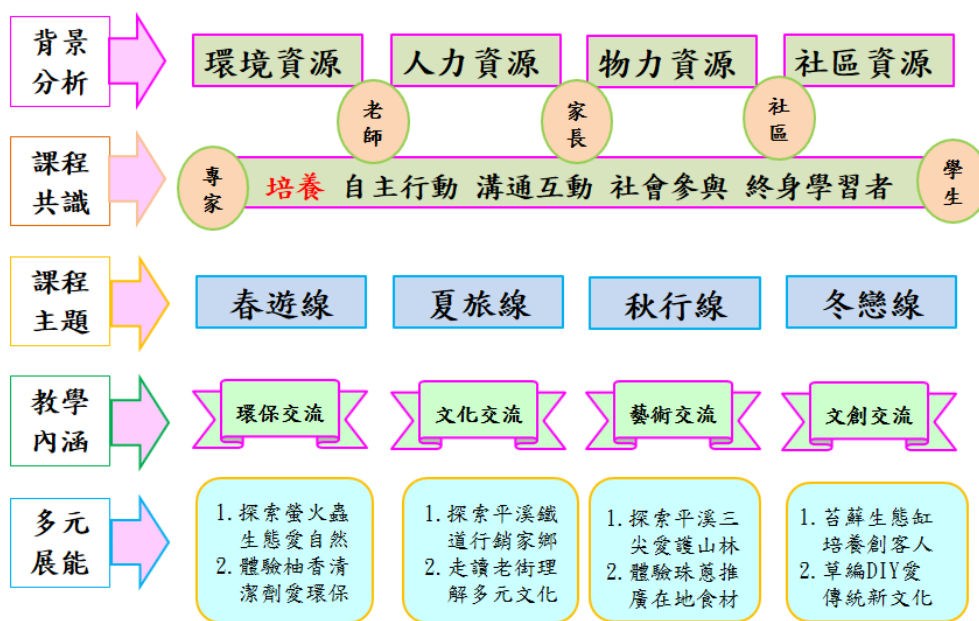 背景
分析
環境資源
人力資源
物力資源
社區資源
老師
家長
社區
課程
共識
專家
培養 自主行動 溝通互動 社會參與 終身學習者
學生
課程
主題
春遊線
夏旅線
秋行線
冬戀線
教學
內涵
環保交流
文化交流
藝術交流
文創交流
多元
展能
1. 探索螢火蟲
生態愛自然
2. 體驗柚香清
潔劑愛環保
1. 探索平溪鐵
道行銷家鄉
2. 走讀老街理
解多元文化
1. 探索平溪三
尖愛護山林
2. 體驗珠蔥推
廣在地食材
1. 苔蘚生態缸
培養創客人
2. 草編DIY愛
傳統新文化